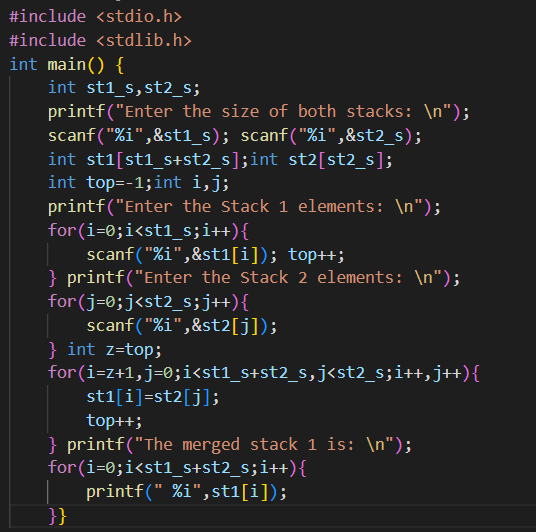 #include <stdio.h>
#include <stdlib.h>
int main() {
    int st1_s,st2_s;
    printf("Enter the size of both stacks: \n");
    scanf("%i",&st1_s); scanf("%i",&st2_s);
    int st1[st1_s+st2_s];int st2[st2_s];
    int top=-1;int i,j;
    printf("Enter the Stack 1 elements: \n");
    for(i=0;i<st1_s;i++){
        scanf("%i",&st1[i]); top++;
    } printf("Enter the Stack 2 elements: \n");
    for(j=0;j<st2_s;j++){
        scanf("%i",&st2[j]);
    } int z=top;
    for(i=z+1,j=0;i<st1_s+st2_s,j<st2_s;i++,j++){
        st1[i]=st2[j];
        top++;
    } printf("The merged stack 1 is: \n");
    for(i=0;i<st1_s+st2_s;i++){
        printf(" %i",st1[i]);
    }}